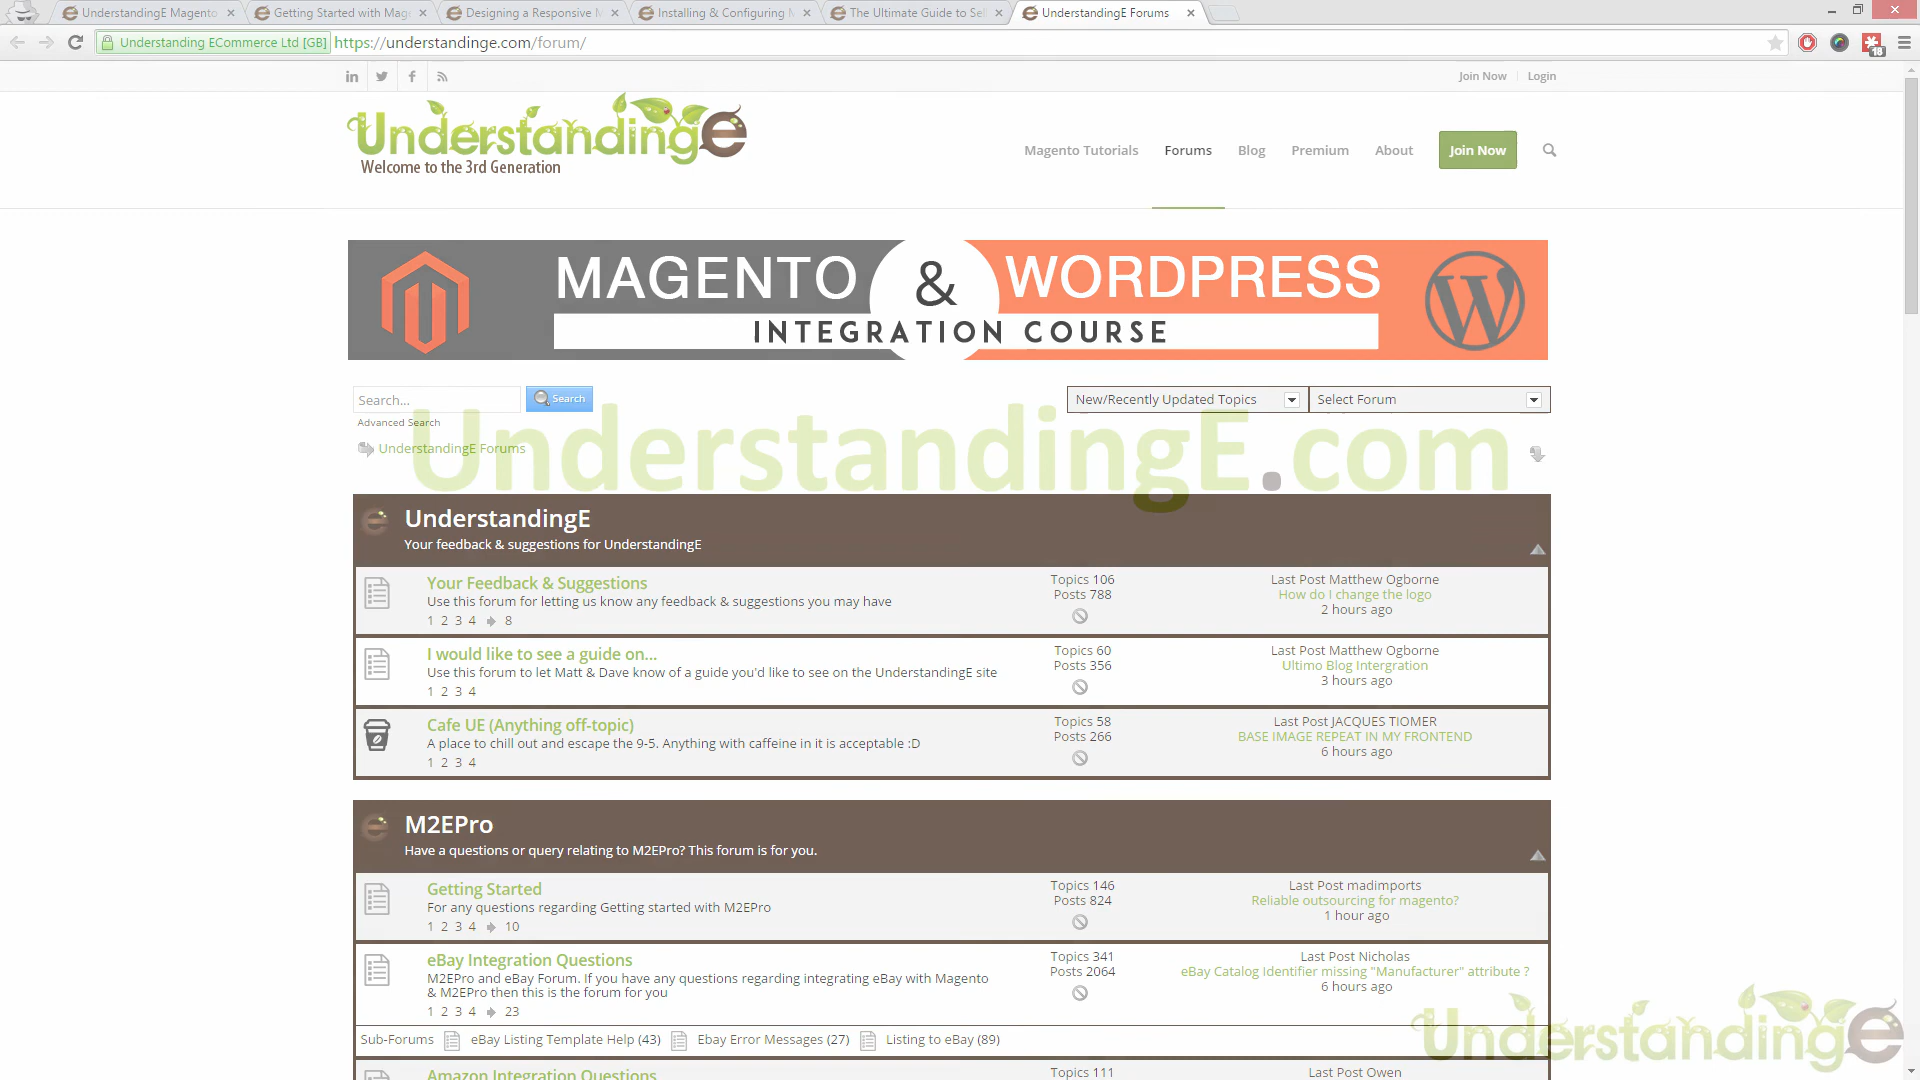 UnderstandingE Magento
Getting Started with Mag
Designing a Responsive M
Installing & Configuring M
The Ultimate Guide to Sel
UnderstandingE Forums
Understanding ECommerce Ltd [GB]
https://understandinge.com/forum/
18
Join Now
Login
UnderstandingE
Welcome to the 3rd Generation
Magento Tutorials
Forums
Blog
Premium
About
Join Now
MAGENTO & WORDPRESS
INTEGRATION COURSE
Search...
Search
New/Recently Updated Topics
Select Forum
Advanced Search
UnderstandingE Forums
UnderstandingE.com
UnderstandingE
Your feedback & suggestions for UnderstandingE
Your Feedback & Suggestions
Use this forum for letting us know any feedback & suggestions you may have
1 2 3 4 8
Topics 106
Posts 788
Last Post Matthew Ogborne
How do I change the logo
2 hours ago
I would like to see a guide on...
Use this forum to let Matt & Dave know of a guide you'd like to see on the UnderstandingE site
1 2 3 4
Topics 60
Posts 356
Last Post Matthew Ogborne
Ultimo Blog Intergration
3 hours ago
Cafe UE (Anything off-topic)
A place to chill out and escape the 9-5. Anything with caffeine in it is acceptable :D
1 2 3 4
Topics 58
Posts 266
Last Post JACQUES TIOMER
BASE IMAGE REPEAT IN MY FRONTEND
6 hours ago
M2EPro
Have a questions or query relating to M2EPro? This forum is for you.
Getting Started
For any questions regarding Getting started with M2EPro
1 2 3 4 10
Topics 146
Posts 824
Last Post madimports
Reliable outsourcing for magento?
1 hour ago
eBay Integration Questions
M2EPro and eBay Forum. If you have any questions regarding integrating eBay with Magento
& M2EPro then this is the forum for you
1 2 3 4 23
Topics 341
Posts 2064
Last Post Nicholas
eBay Catalog Identifier missing "Manufacturer" attribute ?
6 hours ago
Sub-Forums
eBay Listing Template Help (43)
Ebay Error Messages (27)
Listing to eBay (89)
UnderstandingE
Amazon Integration Questions
Topics 111
Last Post Owen